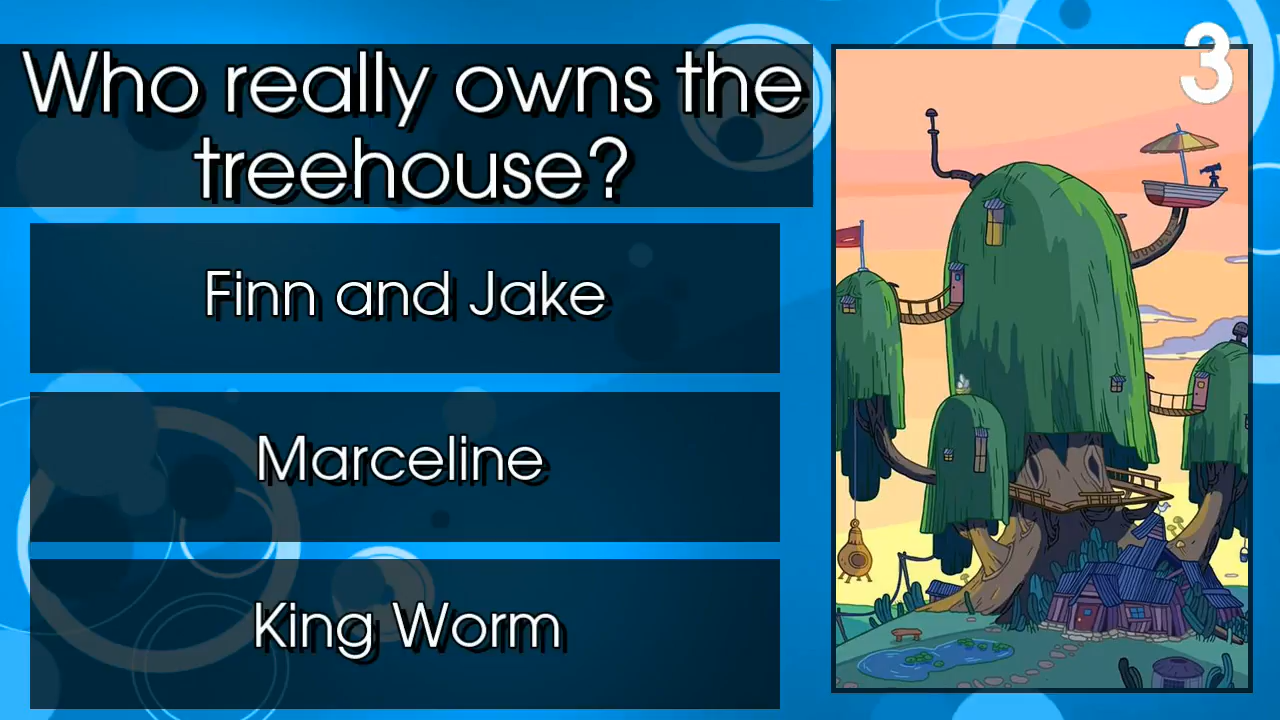 Who really owns the
treehouse?
3
Finn and Jake
Marceline
King Worm